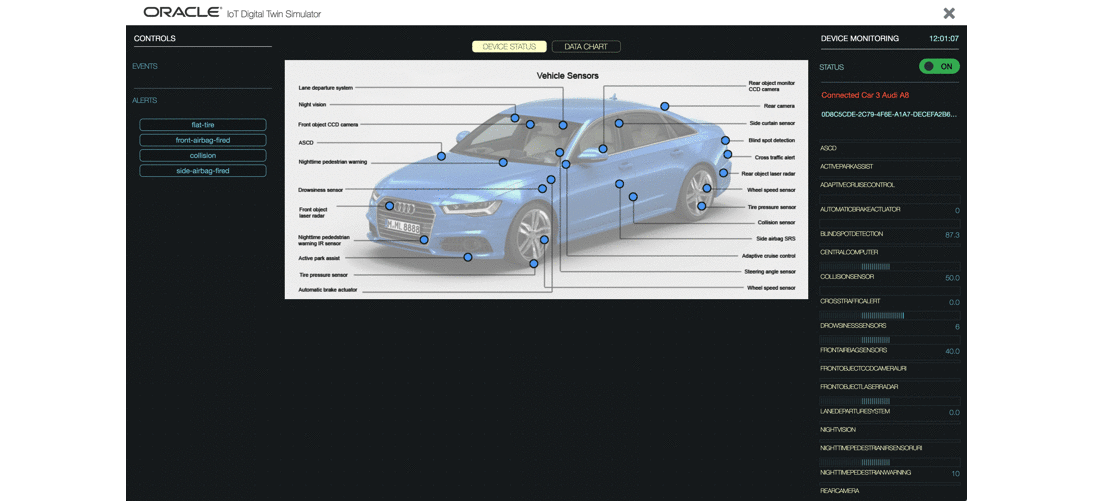 ORACLE® IoT Digital Twin Simulator
CONTROLS
EVENTS
ALERTS
flat-tire
front-airbag-fired
collision
side-airbag-fired
DEVICE STATUS
DATA CHART
Vehicle Sensors
Lane departure system
Night vision
Front object CCD camera
ASCD
Nighttime pedestrian warning
Drowsiness sensor
Front object
laser radar
Nighttime pededstrian
warning IR sensor
Active park assist
Tire pressure sensor
Automatic brake actuator
Rear object monitor
CCD camera
Rear camera
Side curtain sensor
Blind spot detection
Cross traffic alert
Rear object laser radar
Wheel speed sensor
Tire pressure sensor
Collision sensor
Side airbag SRS
Adaptive cruise control
Steering angle sensor
Wheel speed sensor
DEVICE MONITORING 12:01:07
STATUS ON
Connected Car 3 Audi A8
0D8C5CDE-2C79-4F6E-A1A7-DECEFA2B6...
ASCD
ACTIVEPARKASSIST
ADAPTIVECRUISECONTROL
AUTOMATICBRAKEACTUATOR 0
BLINDSPOTDETECTION 87.3
CENTRALCOMPUTER
COLLISIONSENSOR 50.0
CROSSTRAFFICALERT 0.0
DROWSINESSSENSORS 6
FRONTAIRBAGSENSORS 40.0
FRONTOBJECTCCDCAMERAURI
FRONTOBJECTLASERRADAR
LANEDEPARTURESYSTEM 0.0
NIGHTVISION
NIGHTTIMEPEDESTRIANIRSENSORURI
NIGHTTIMEPEDESTRIANWARNING 10
REARCAMERA